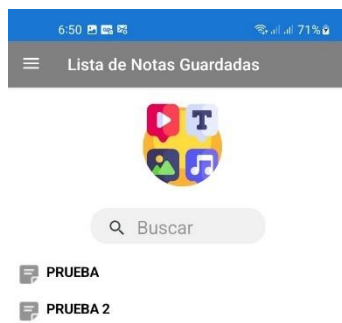 6:50 71%
Lista de Notas Guardadas
T
Buscar
PRUEBA
PRUEBA 2